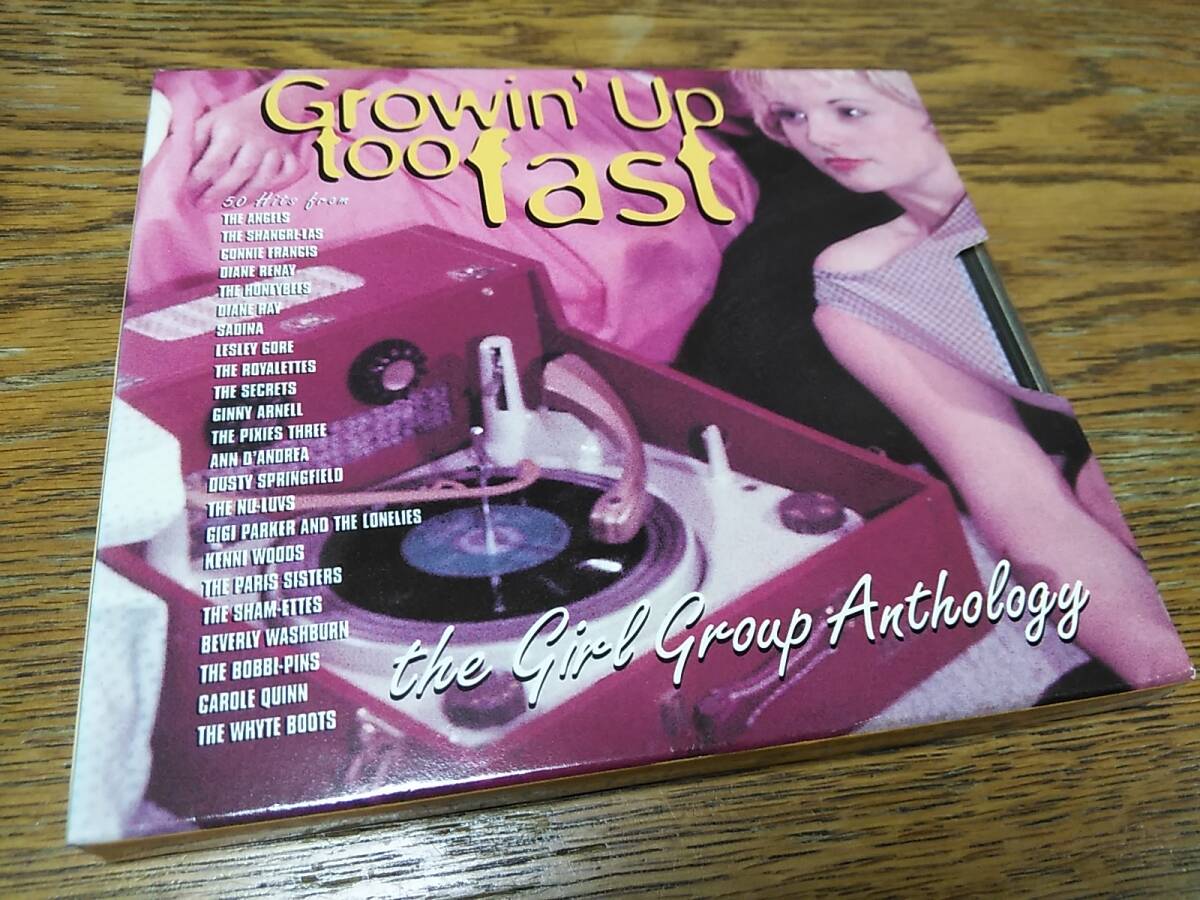 Growin' Up
too fast
50 Hits from
THE ANGELS
THE SHANGRI-LAS
CONNIE FRANCIS
DIANE RENAY
THE HONEYBEES
DIANE RAY
SADINA
LESLEY GORE
THE ROYALETTES
THE SECRETS
GINNY ARNELL
THE PIXIES THREE
ANN D'ANDREA
DUSTY SPRINGFIELD
THE NU-LUVS
GIGI PARKER AND THE LONELIES
KENNI WOODS
THE PARIS SISTERS
THE SHAM-ETTES
BEVERLY WASHBURN
THE BOBBI-PINS
CAROLE QUINN
THE WHYTE BOOTS
the Girl Group Anthology